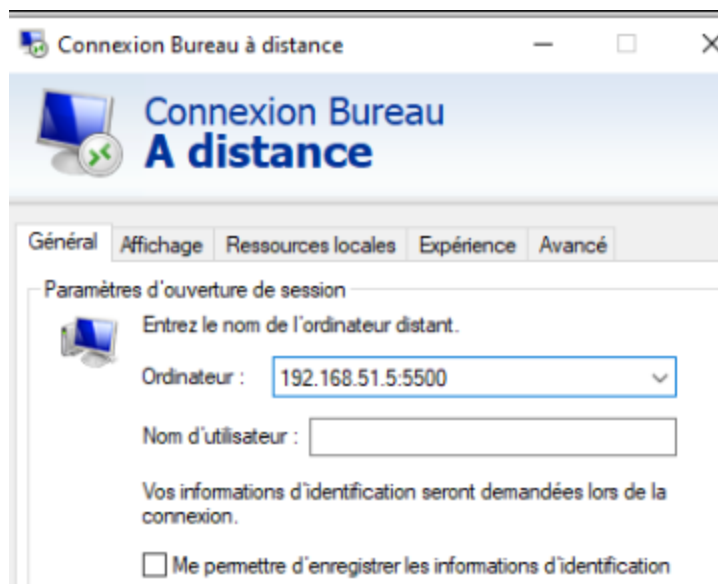 Connexion Bureau à distance
Connexion Bureau
A distance
Général Affichage Ressources locales Expérience Avancé
Paramètres d'ouverture de session
Entrez le nom de l'ordinateur distant.
Ordinateur : 192.168.51.5:5500
Nom d'utilisateur :
Vos informations d'identification seront demandées lors de la
connexion.
Me permettre d'enregistrer les informations d'identification